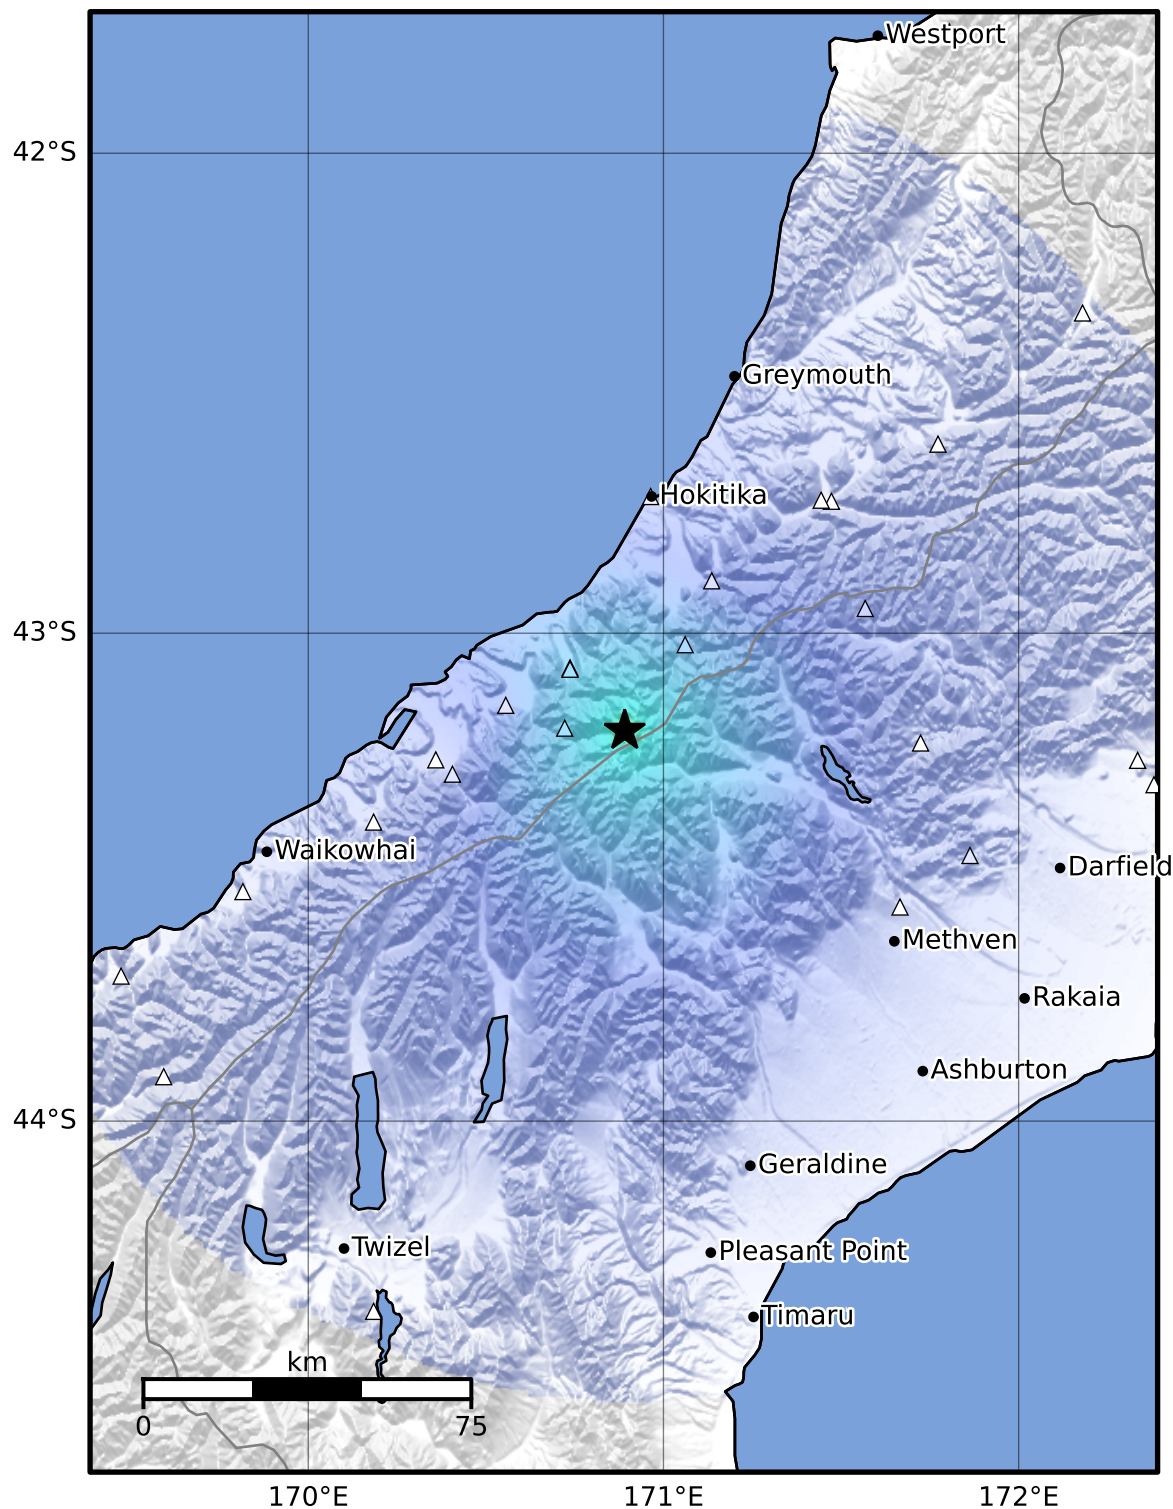 Westport
42°S
Greymouth
Hokitika
43°S
Waikowhai
Darfield
Methven
Rakaia
Ashburton
44°S
Geraldine
Twizel
Pleasant Point
Timaru
km
0
75
170°E
171°E
172°E